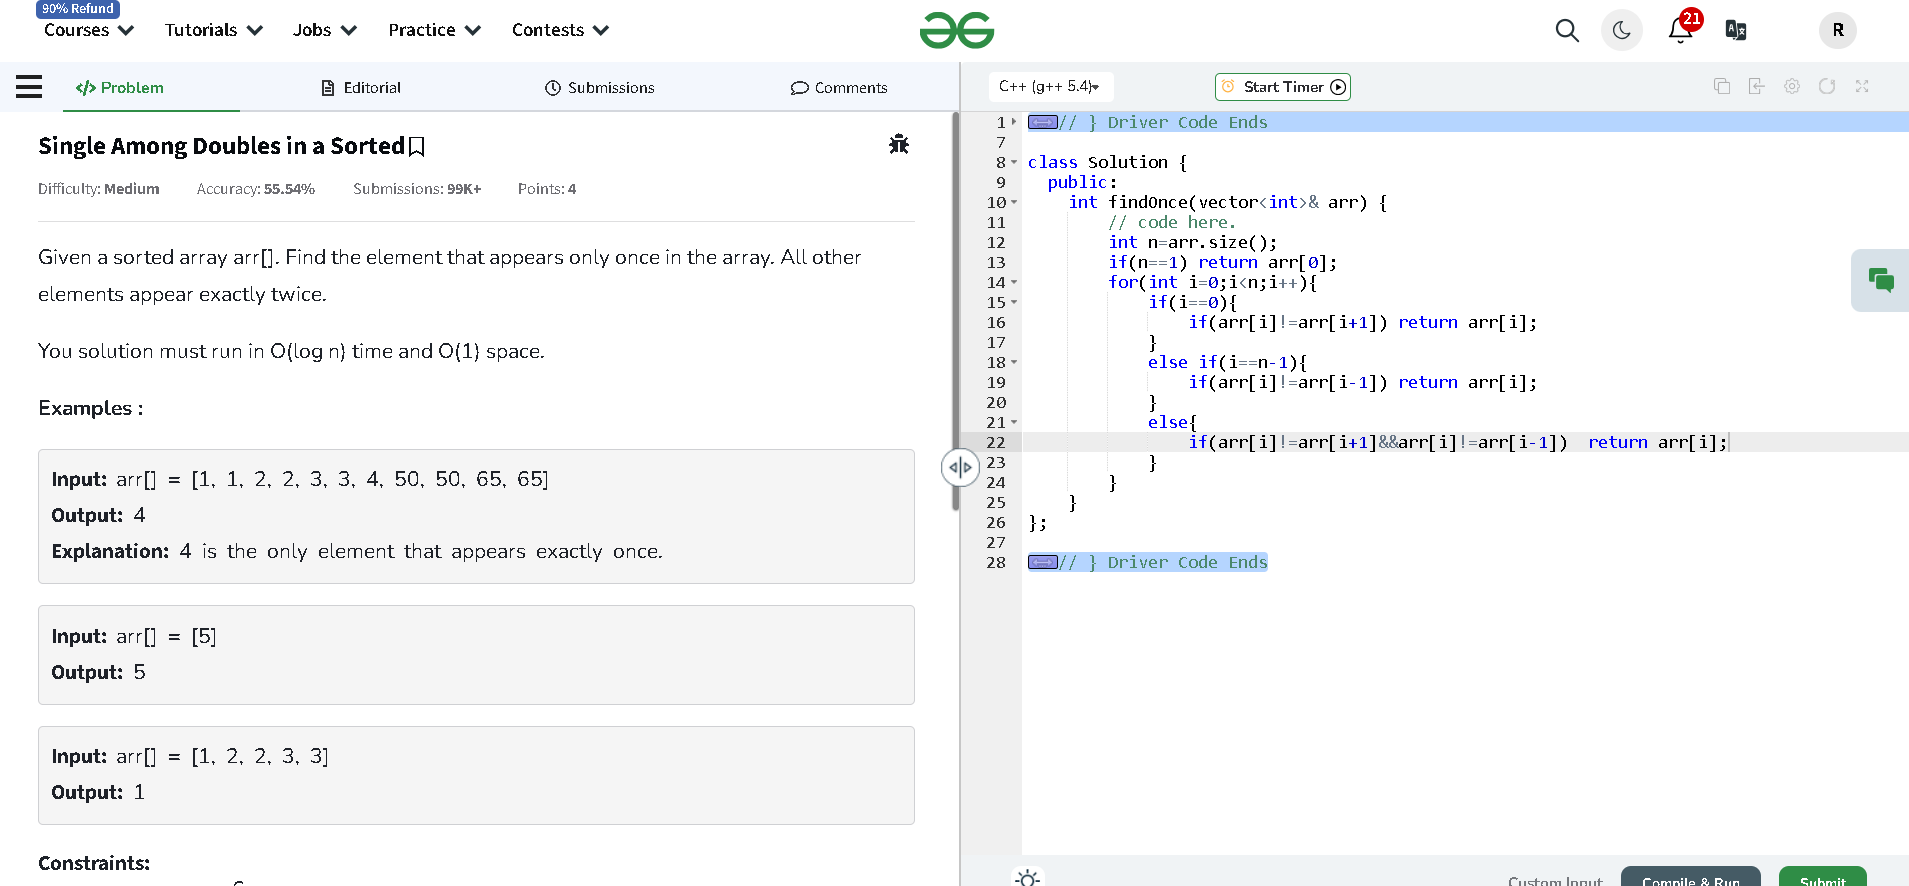 90% Refund
Courses Tutorials Jobs Practice Contests
21
R
</> Problem Editorial Submissions Comments
Single Among Doubles in a Sorted
Difficulty: Medium Accuracy: 55.54% Submissions: 99K+ Points: 4
Given a sorted array arr[]. Find the element that appears only once in the array. All other
elements appear exactly twice.
You solution must run in O(log n) time and O(1) space.
Examples :
Input: arr[] = [1, 1, 2, 2, 3, 3, 4, 50, 50, 65, 65]
Output: 4
Explanation: 4 is the only element that appears exactly once.
Input: arr[] = [5]
Output: 5
Input: arr[] = [1, 2, 2, 3, 3]
Output: 1
Constraints:
C++ (g++ 5.4) Start Timer
1 // } Driver Code Ends
7
8 class Solution {
9 public:
10 int findOnce(vector<int>& arr) {
11 // code here.
12 int n=arr.size();
13 if(n==1) return arr[0];
14 for(int i=0;i<n;i++){
15 if(i==0){
16 if(arr[i]!=arr[i+1]) return arr[i];
17 }
18 else if(i==n-1){
19 if(arr[i]!=arr[i-1]) return arr[i];
20 }
21 else{
22 if(arr[i]!=arr[i+1]&&arr[i]!=arr[i-1]) return arr[i];
23 }
24 }
25 }
26 };
27
28 // } Driver Code Ends
Custom Input Compile & Run Submit